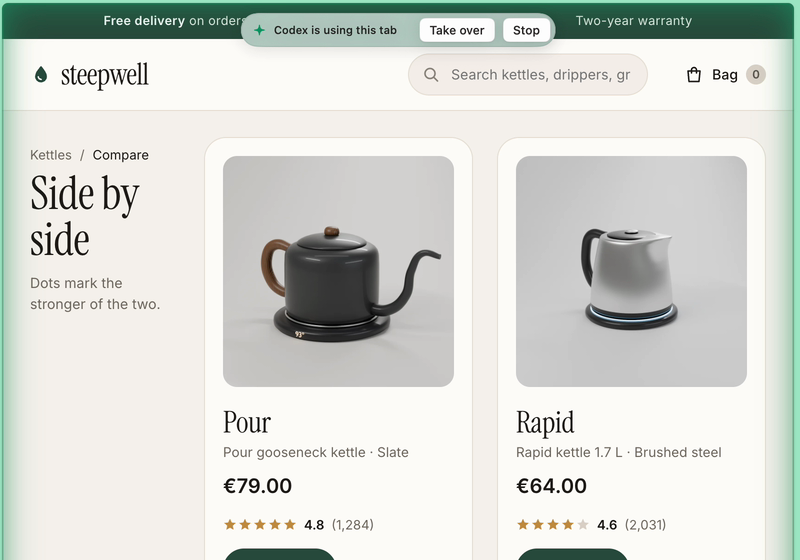 Free delivery on orders
Codex is using this tab
Take over
Stop
Two-year warranty
steepwell
Search kettles, drippers, gr
Bag 0
Kettles / Compare
Side by
side
Dots mark the
stronger of the two.
93°
Pour
Pour gooseneck kettle · Slate
€79.00
4.8 (1,284)
Rapid
Rapid kettle 1.7 L · Brushed steel
€64.00
4.6 (2,031)